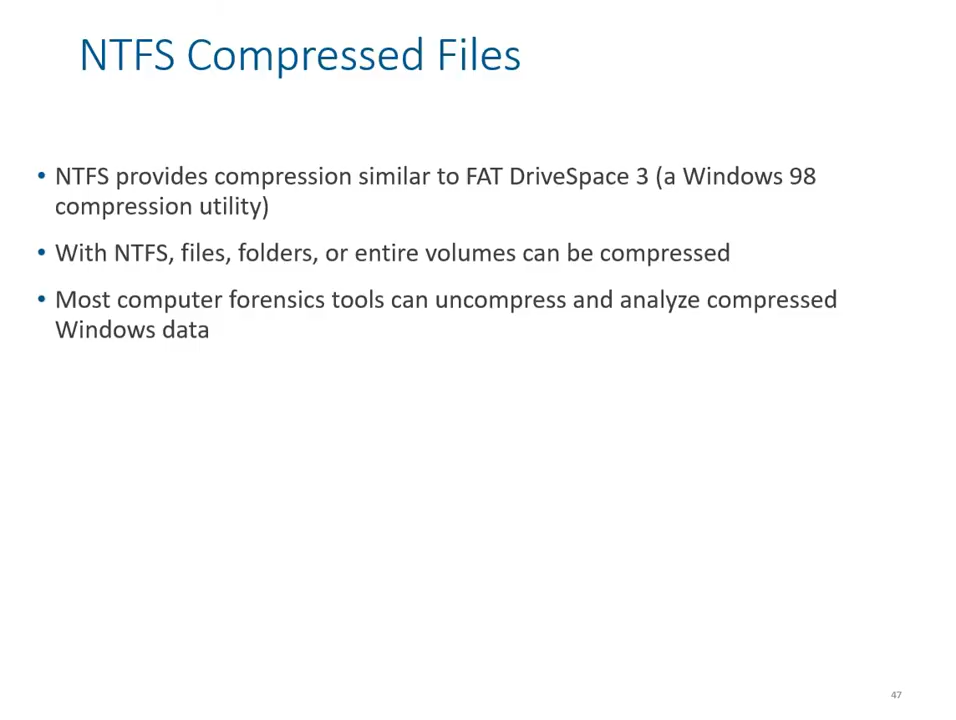 NTFS Compressed Files
• NTFS provides compression similar to FAT DriveSpace 3 (a Windows 98
compression utility)
• With NTFS, files, folders, or entire volumes can be compressed
• Most computer forensics tools can uncompress and analyze compressed
Windows data
47